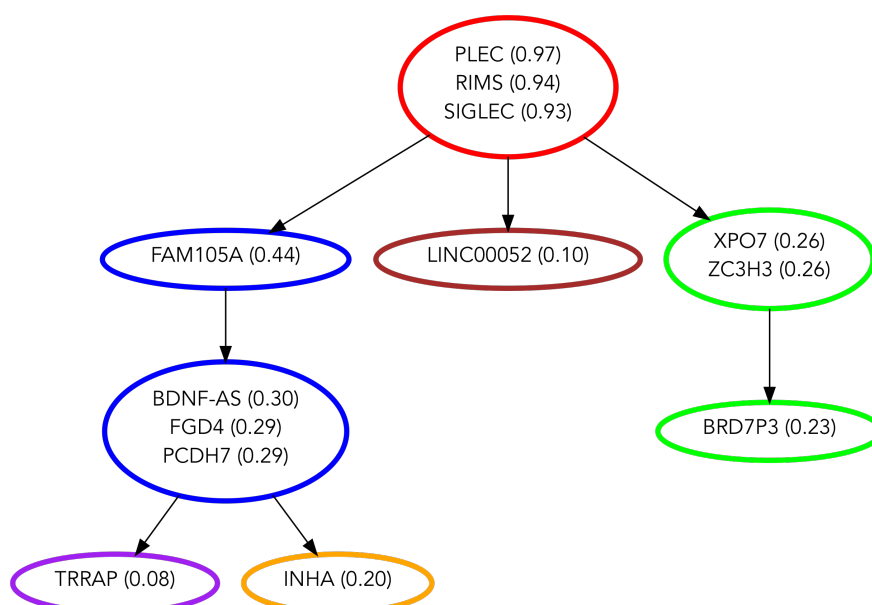 PLEC (0.97)
RIMS (0.94)
SIGLEC (0.93)
FAM105A (0.44)
LINC00052 (0.10)
XPO7 (0.26)
ZC3H3 (0.26)
BDNF-AS (0.30)
FGD4 (0.29)
PCDH7 (0.29)
BRD7P3 (0.23)
TRRAP (0.08)
INHA (0.20)